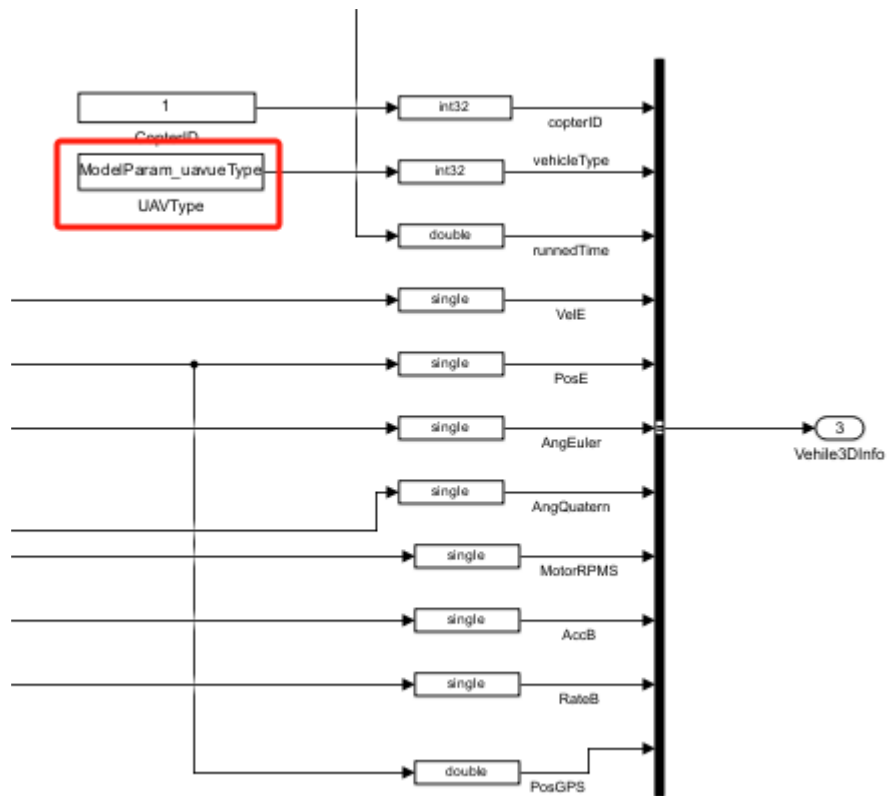 1
CopterID
int32
copterID
ModelParam_uavueType
UAVType
int32
vehicleType
double
runnedTime
single
VelE
single
PosE
single
AngEuler
3
Vehile3DInfo
single
AngQuatern
single
MotorRPMS
single
AccB
single
RateB
double
PosGPS